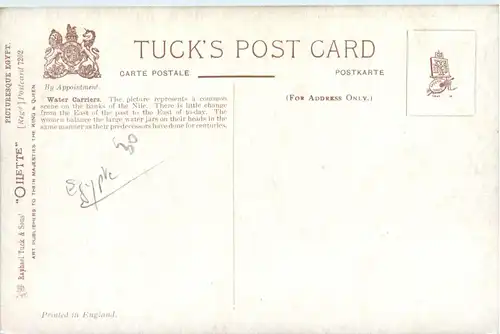 TUCK'S POST CARD
CARTE POSTALE
POSTKARTE
By Appointment.
(FOR ADDRESS ONLY.)
Water Carriers. The picture represents a common
scene on the banks of the Nile. There is little change
from the East of the past to the East of to-day. The
women balance the large water jars on their heads in the
same manner as their predecessors have done for centuries.
30
Egypte
PICTURESQUE EGYPT.
[Regd] Postcard 7292.
Raphael Tuck & Sons' "OILETTE"
ART PUBLISHERS TO THEIR MAJESTIES THE KING & QUEEN
Printed in England.